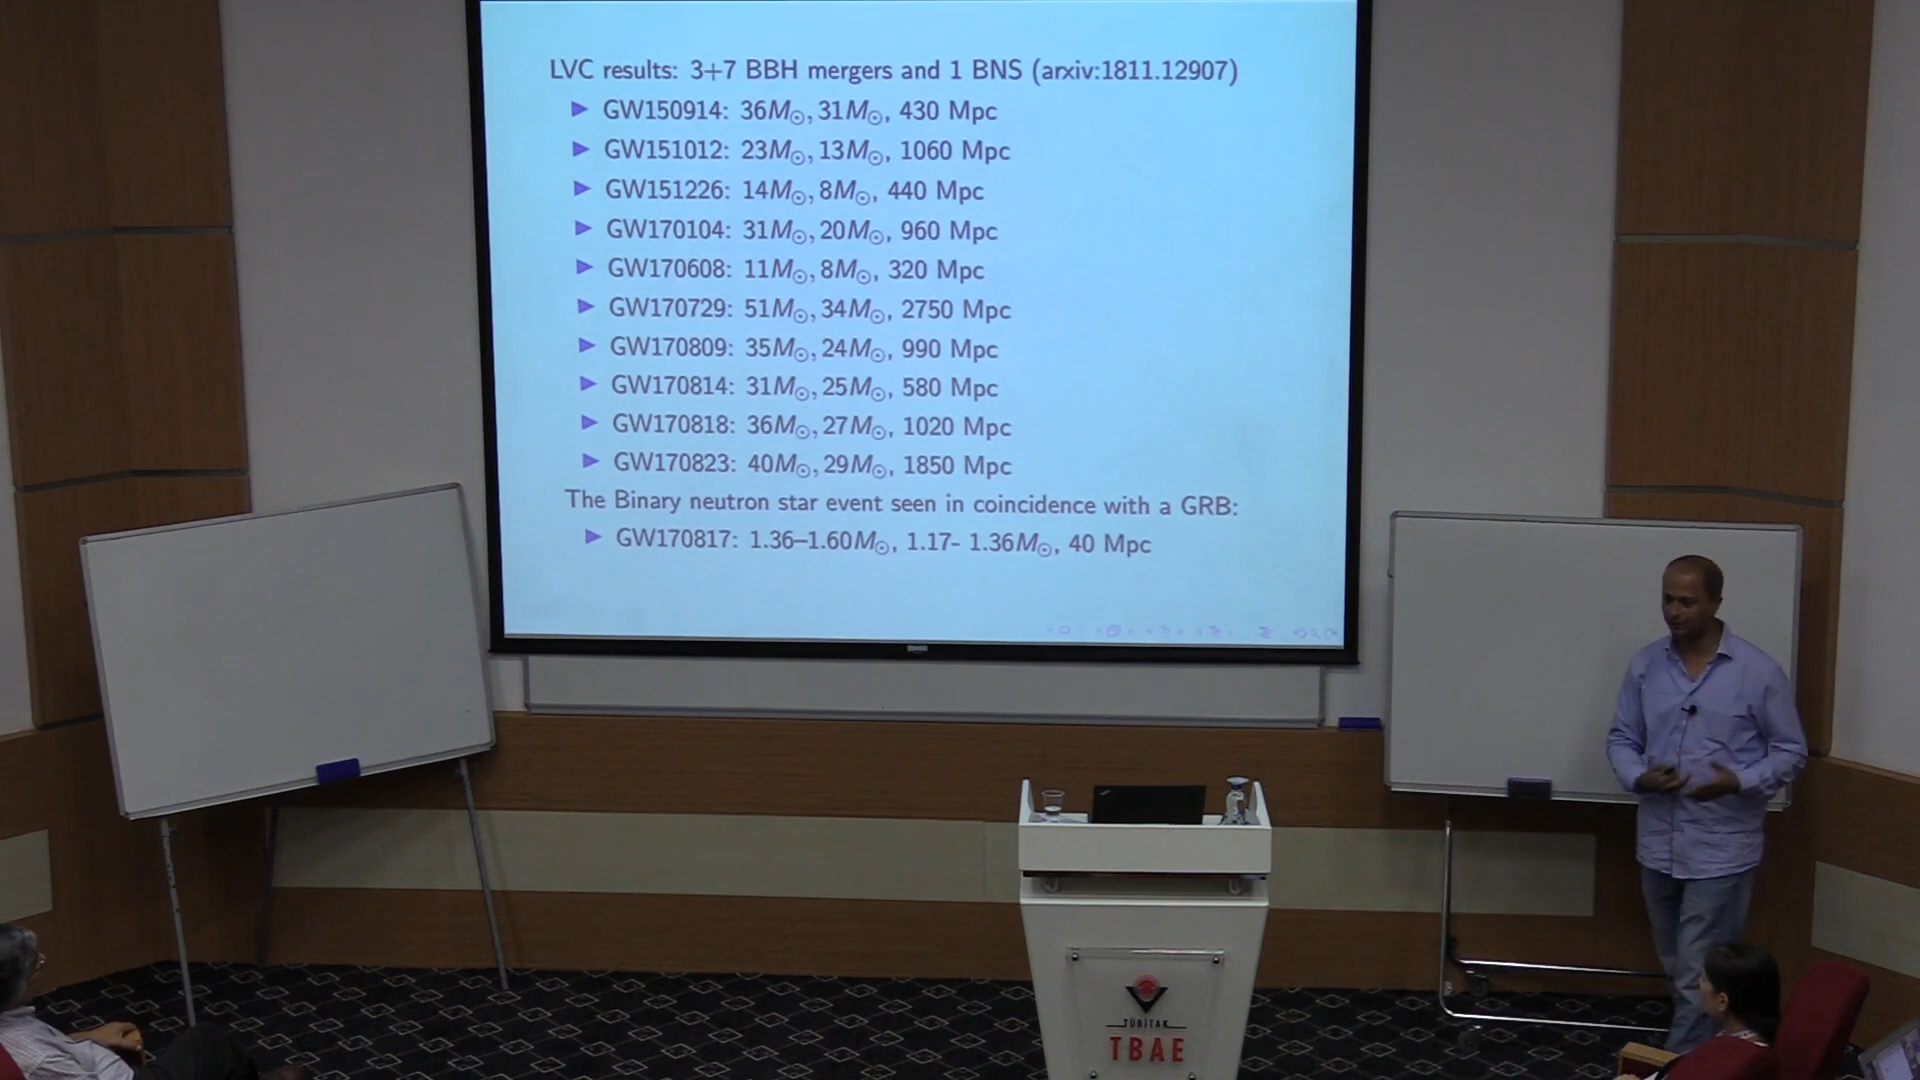 LVC results: 3+7 BBH mergers and 1 BNS (arxiv:1811.12907)
GW150914: 36M☉, 31M☉, 430 Mpc
GW151012: 23M☉, 13M☉, 1060 Mpc
GW151226: 14M☉, 8M☉, 440 Mpc
GW170104: 31M☉, 20M☉, 960 Mpc
GW170608: 11M☉, 8M☉, 320 Mpc
GW170729: 51M☉, 34M☉, 2750 Mpc
GW170809: 35M☉, 24M☉, 990 Mpc
GW170814: 31M☉, 25M☉, 580 Mpc
GW170818: 36M☉, 27M☉, 1020 Mpc
GW170823: 40M☉, 29M☉, 1850 Mpc
The Binary neutron star event seen in coincidence with a GRB:
GW170817: 1.36–1.60M☉, 1.17- 1.36M☉, 40 Mpc
TÜBİTAK
TBAE